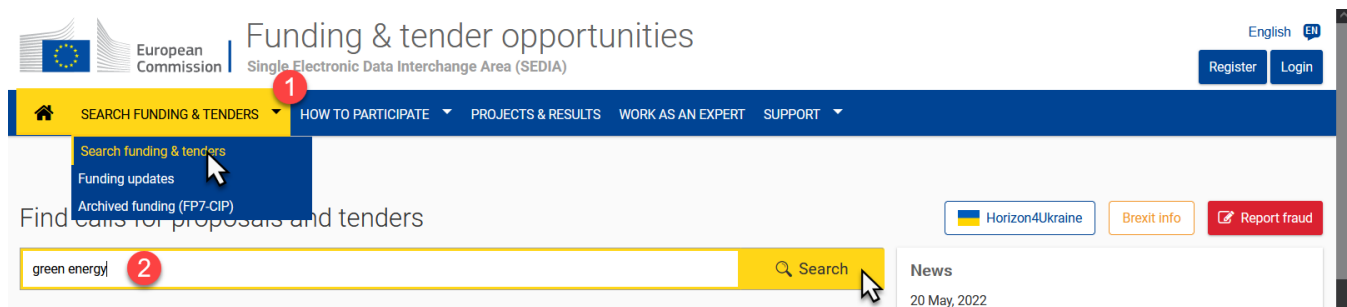 European
Commission
Funding & tender opportunities
Single Electronic Data Interchange Area (SEDIA)
English EN
Register Login
1
SEARCH FUNDING & TENDERS HOW TO PARTICIPATE PROJECTS & RESULTS WORK AS AN EXPERT SUPPORT
Search funding & tenders
Funding updates
Archived funding (FP7-CIP)
Find calls for proposals and tenders
Horizon4Ukraine Brexit info Report fraud
green energy 2 Search
News
20 May, 2022